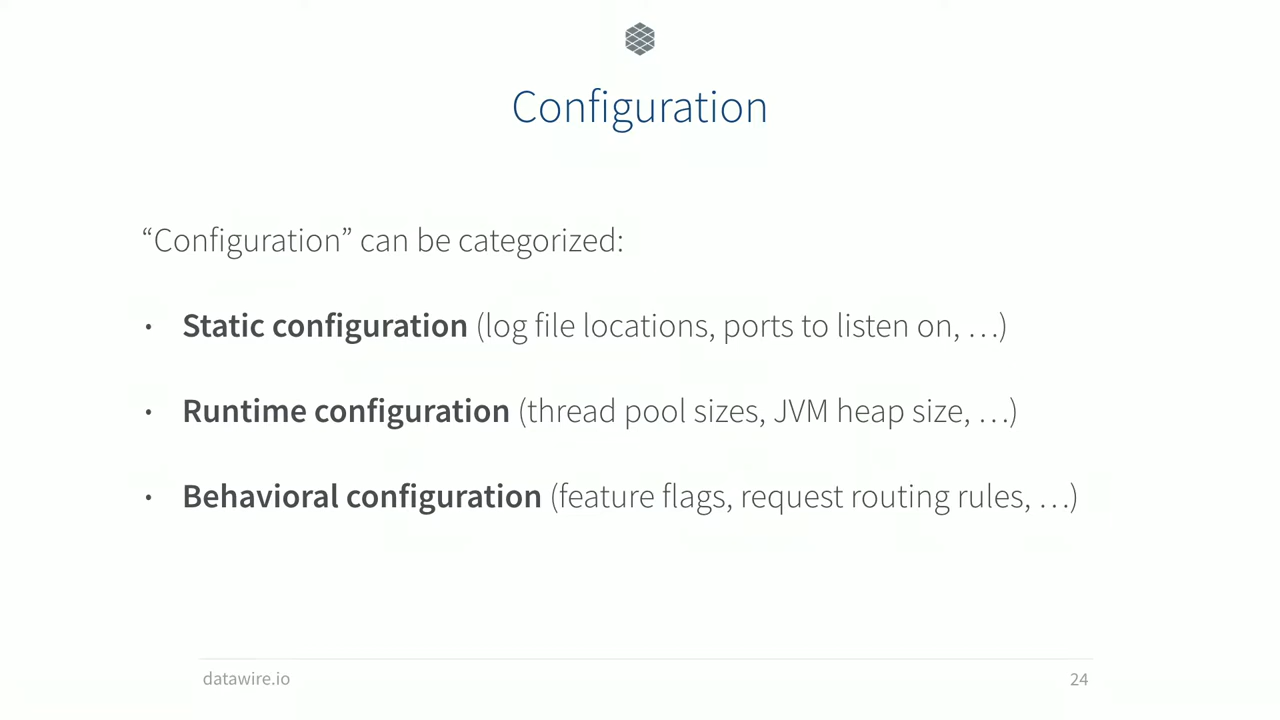 Configuration
“Configuration” can be categorized:
• Static configuration (log file locations, ports to listen on, …)
• Runtime configuration (thread pool sizes, JVM heap size, …)
• Behavioral configuration (feature flags, request routing rules, …)
datawire.io
24